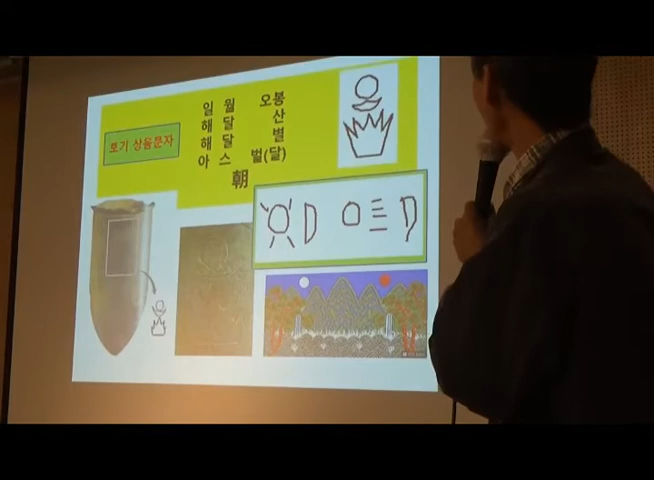 토기 상음문자
일 월 오봉
해 달 산
해 달 별
아 스 벌(달)
朝